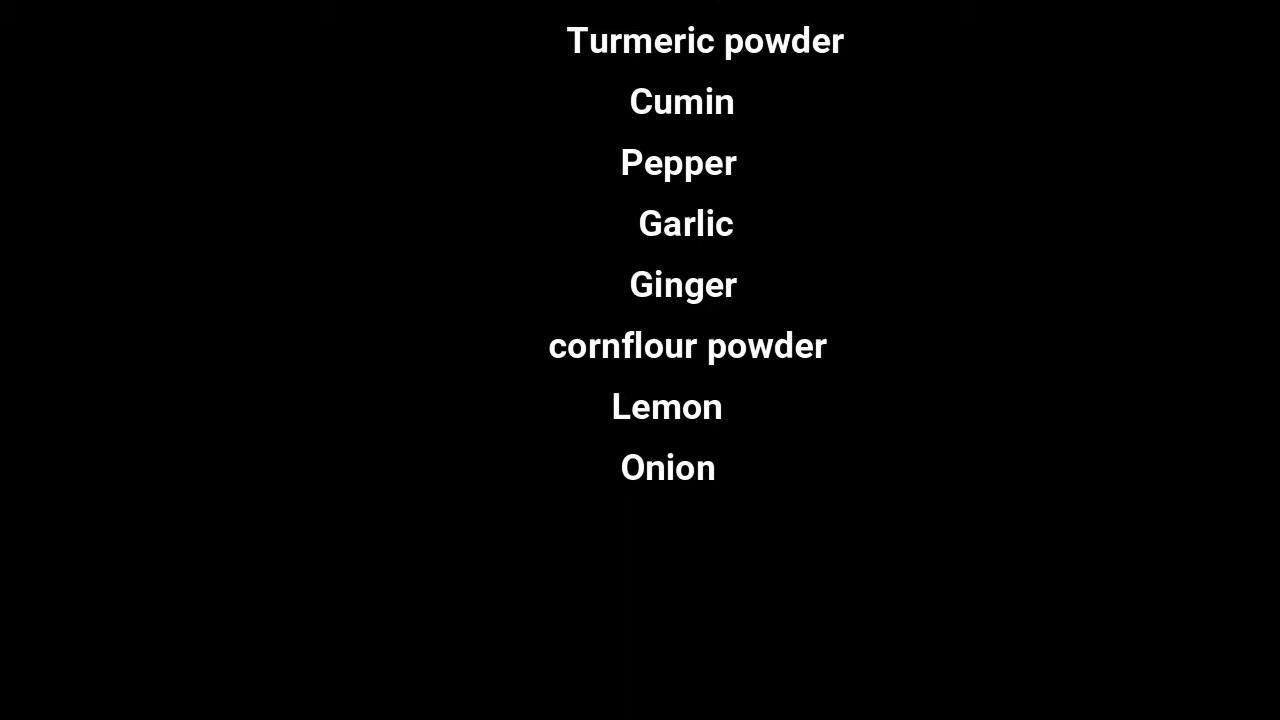 Turmeric powder
Cumin
Pepper
Garlic
Ginger
cornflour powder
Lemon
Onion